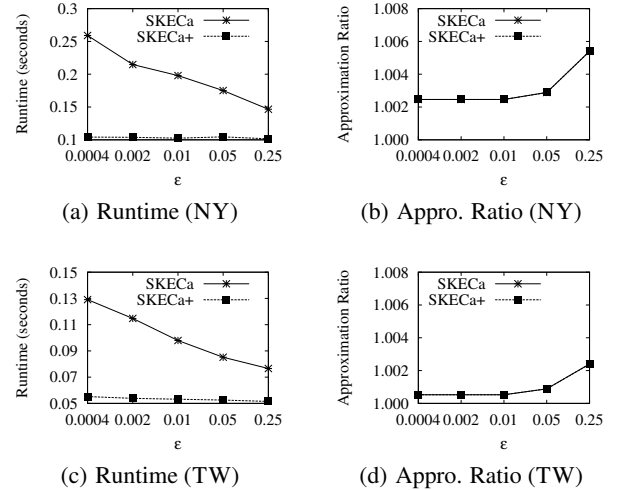 SKECa
SKECa+
Runtime (seconds)
0.3
0.25
0.2
0.15
0.1
0.0004 0.002 0.01 0.05 0.25
ε
(a) Runtime (NY)
SKECa
SKECa+
Approximation Ratio
1.008
1.006
1.004
1.002
1.000
0.0004 0.002 0.01 0.05 0.25
ε
(b) Appro. Ratio (NY)
SKECa
SKECa+
Runtime (seconds)
0.15
0.13
0.11
0.09
0.07
0.05
0.0004 0.002 0.01 0.05 0.25
ε
(c) Runtime (TW)
SKECa
SKECa+
Approximation Ratio
1.008
1.006
1.004
1.002
1.000
0.0004 0.002 0.01 0.05 0.25
ε
(d) Appro. Ratio (TW)